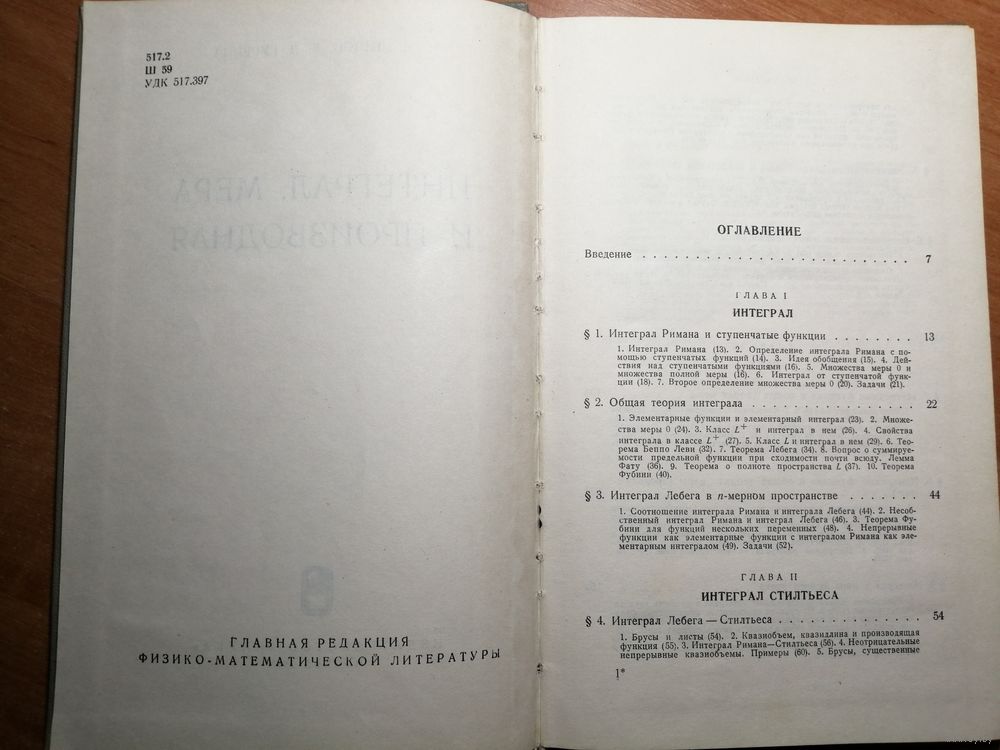 517.2
Ш 59
УДК 517.397
ИНТЕГРАЛ, МЕРА
И ПРОИЗВОДНАЯ
ГЛАВНАЯ РЕДАКЦИЯ
ФИЗИКО-МАТЕМАТИЧЕСКОЙ ЛИТЕРАТУРЫ
ОГЛАВЛЕНИЕ
Введение . . . . . . . . . . . . . . . . . . . . . . . . . . 7
ГЛАВА I
ИНТЕГРАЛ
§ 1. Интеграл Римана и ступенчатые функции . . . . . . . . 13
1. Интеграл Римана (13). 2. Определение интеграла Римана с по-
мощью ступенчатых функций (14). 3. Идея обобщения (15). 4. Дей-
ствия над ступенчатыми функциями (16). 5. Множества меры 0 и
множества полной меры (16). 6. Интеграл от ступенчатой функ-
ции (18). 7. Второе определение множества меры 0 (20). Задачи (21).
§ 2. Общая теория интеграла . . . . . . . . . . . . . . . . 22
1. Элементарные функции и элементарный интеграл (23). 2. Множе-
ства меры 0 (24). 3. Класс L⁺ и интеграл в нем (26). 4. Свойства
интеграла в классе L⁺ (27). 5. Класс L и интеграл в нем (29). 6. Тео-
рема Беппо Леви (32). 7. Теорема Лебега (34). 8. Вопрос о суммируе-
мости предельной функции при сходимости почти всюду. Лемма
Фату (36). 9. Теорема о полноте пространства L (37). 10. Теорема
Фубини (40).
§ 3. Интеграл Лебега в n-мерном пространстве . . . . . . . 44
1. Соотношение интеграла Римана и интеграла Лебега (44). 2. Несоб-
ственный интеграл Римана и интеграл Лебега (46). 3. Теорема Фу-
бини для функций нескольких переменных (48). 4. Непрерывные
функции как элементарные функции с интегралом Римана как эле-
ментарным интегралом (49). Задачи (52).
ГЛАВА II
ИНТЕГРАЛ СТИЛТЬЕСА
§ 4. Интеграл Лебега — Стилтьеса . . . . . . . . . . . . . . 54
1. Брусы и листы (54). 2. Квазиобъем, квазидлина и производящая
функция (55). 3. Интеграл Римана—Стилтьеса (56). 4. Неотрицательные
непрерывные квазиобъемы. Примеры (60). 5. Брусы, существенные
1*